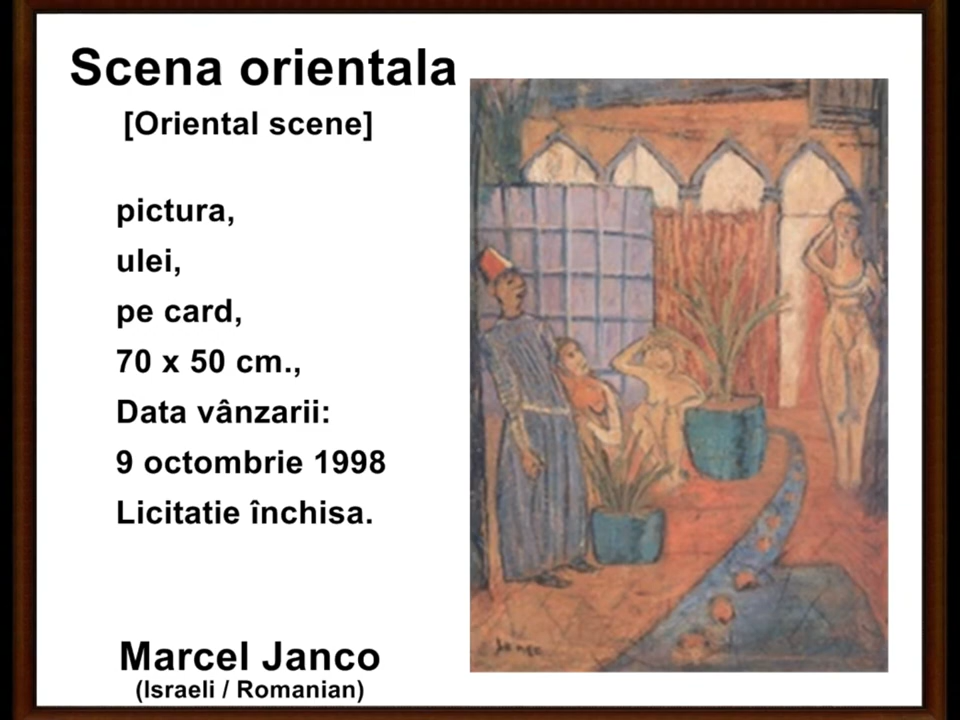 Scena orientala
[Oriental scene]
pictura,
ulei,
pe card,
70 x 50 cm.,
Data vânzarii:
9 octombrie 1998
Licitatie închisa.
Marcel Janco
(Israeli / Romanian)